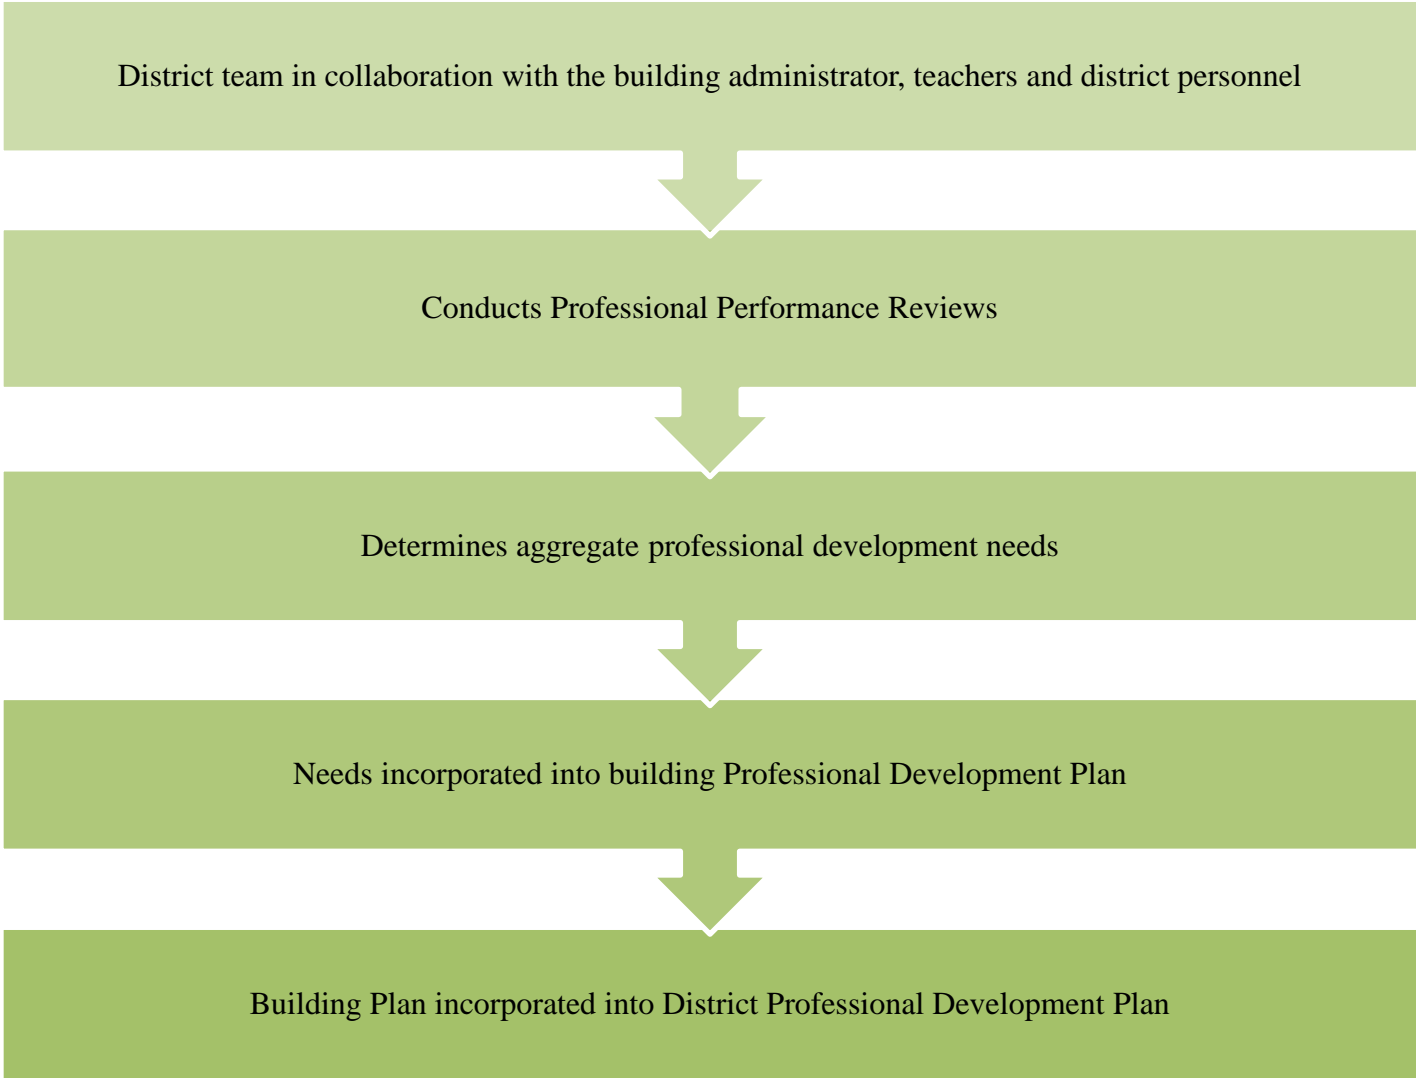 District team in collaboration with the building administrator, teachers and district personnel
Conducts Professional Performance Reviews
Determines aggregate professional development needs
Needs incorporated into building Professional Development Plan
Building Plan incorporated into District Professional Development Plan